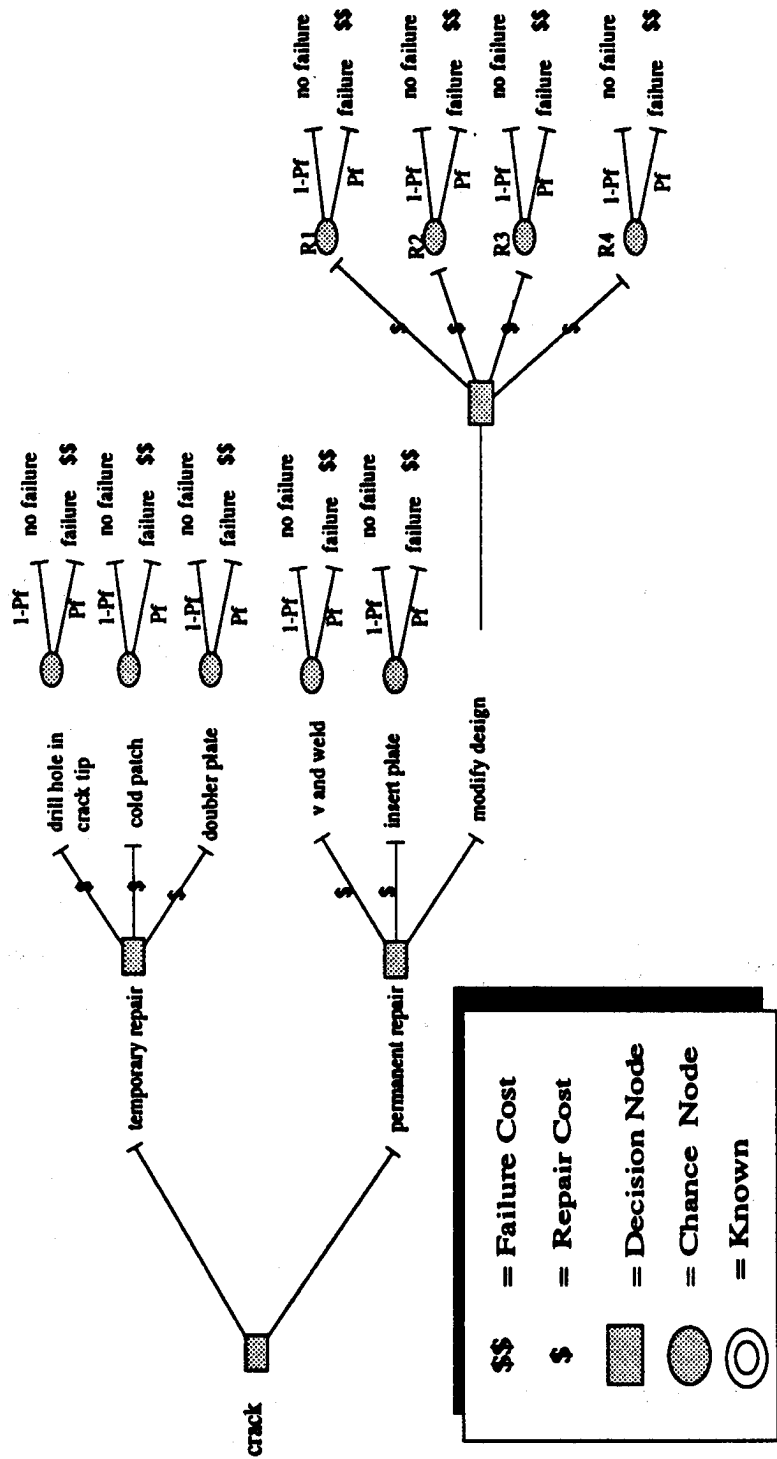 crack
temporary repair
$
drill hole in
crack tip
1-Pf
no failure
Pf
failure $$
$
cold patch
1-Pf
no failure
Pf
failure $$
$
doubler plate
1-Pf
no failure
Pf
failure $$
permanent repair
$
v and weld
1-Pf
no failure
Pf
failure $$
$
insert plate
1-Pf
no failure
Pf
failure $$
modify design
$
R1
1-Pf
no failure
Pf
failure $$
$
R2
1-Pf
no failure
Pf
failure $$
$
R3
1-Pf
no failure
Pf
failure $$
$
R4
1-Pf
no failure
Pf
failure $$
$$ = Failure Cost
$ = Repair Cost
= Decision Node
= Chance Node
= Known